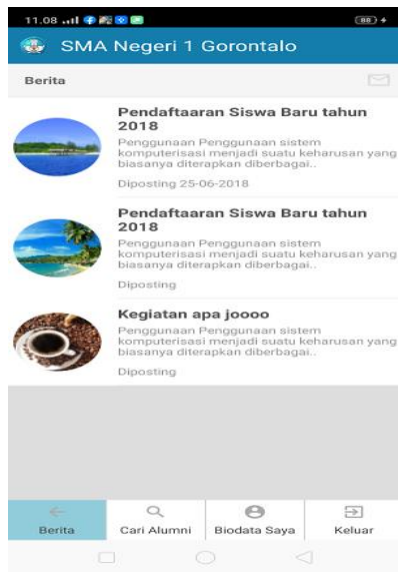 11.08
88
SMA Negeri 1 Gorontalo
Berita
Pendaftaaran Siswa Baru tahun
2018
Penggunaan Penggunaan sistem
komputerisasi menjadi suatu keharusan yang
biasanya diterapkan diberbagai..
Diposting 25-06-2018
Pendaftaaran Siswa Baru tahun
2018
Penggunaan Penggunaan sistem
komputerisasi menjadi suatu keharusan yang
biasanya diterapkan diberbagai..
Diposting
Kegiatan apa joooo
Penggunaan Penggunaan sistem
komputerisasi menjadi suatu keharusan yang
biasanya diterapkan diberbagai..
Diposting
Berita Cari Alumni Biodata Saya Keluar